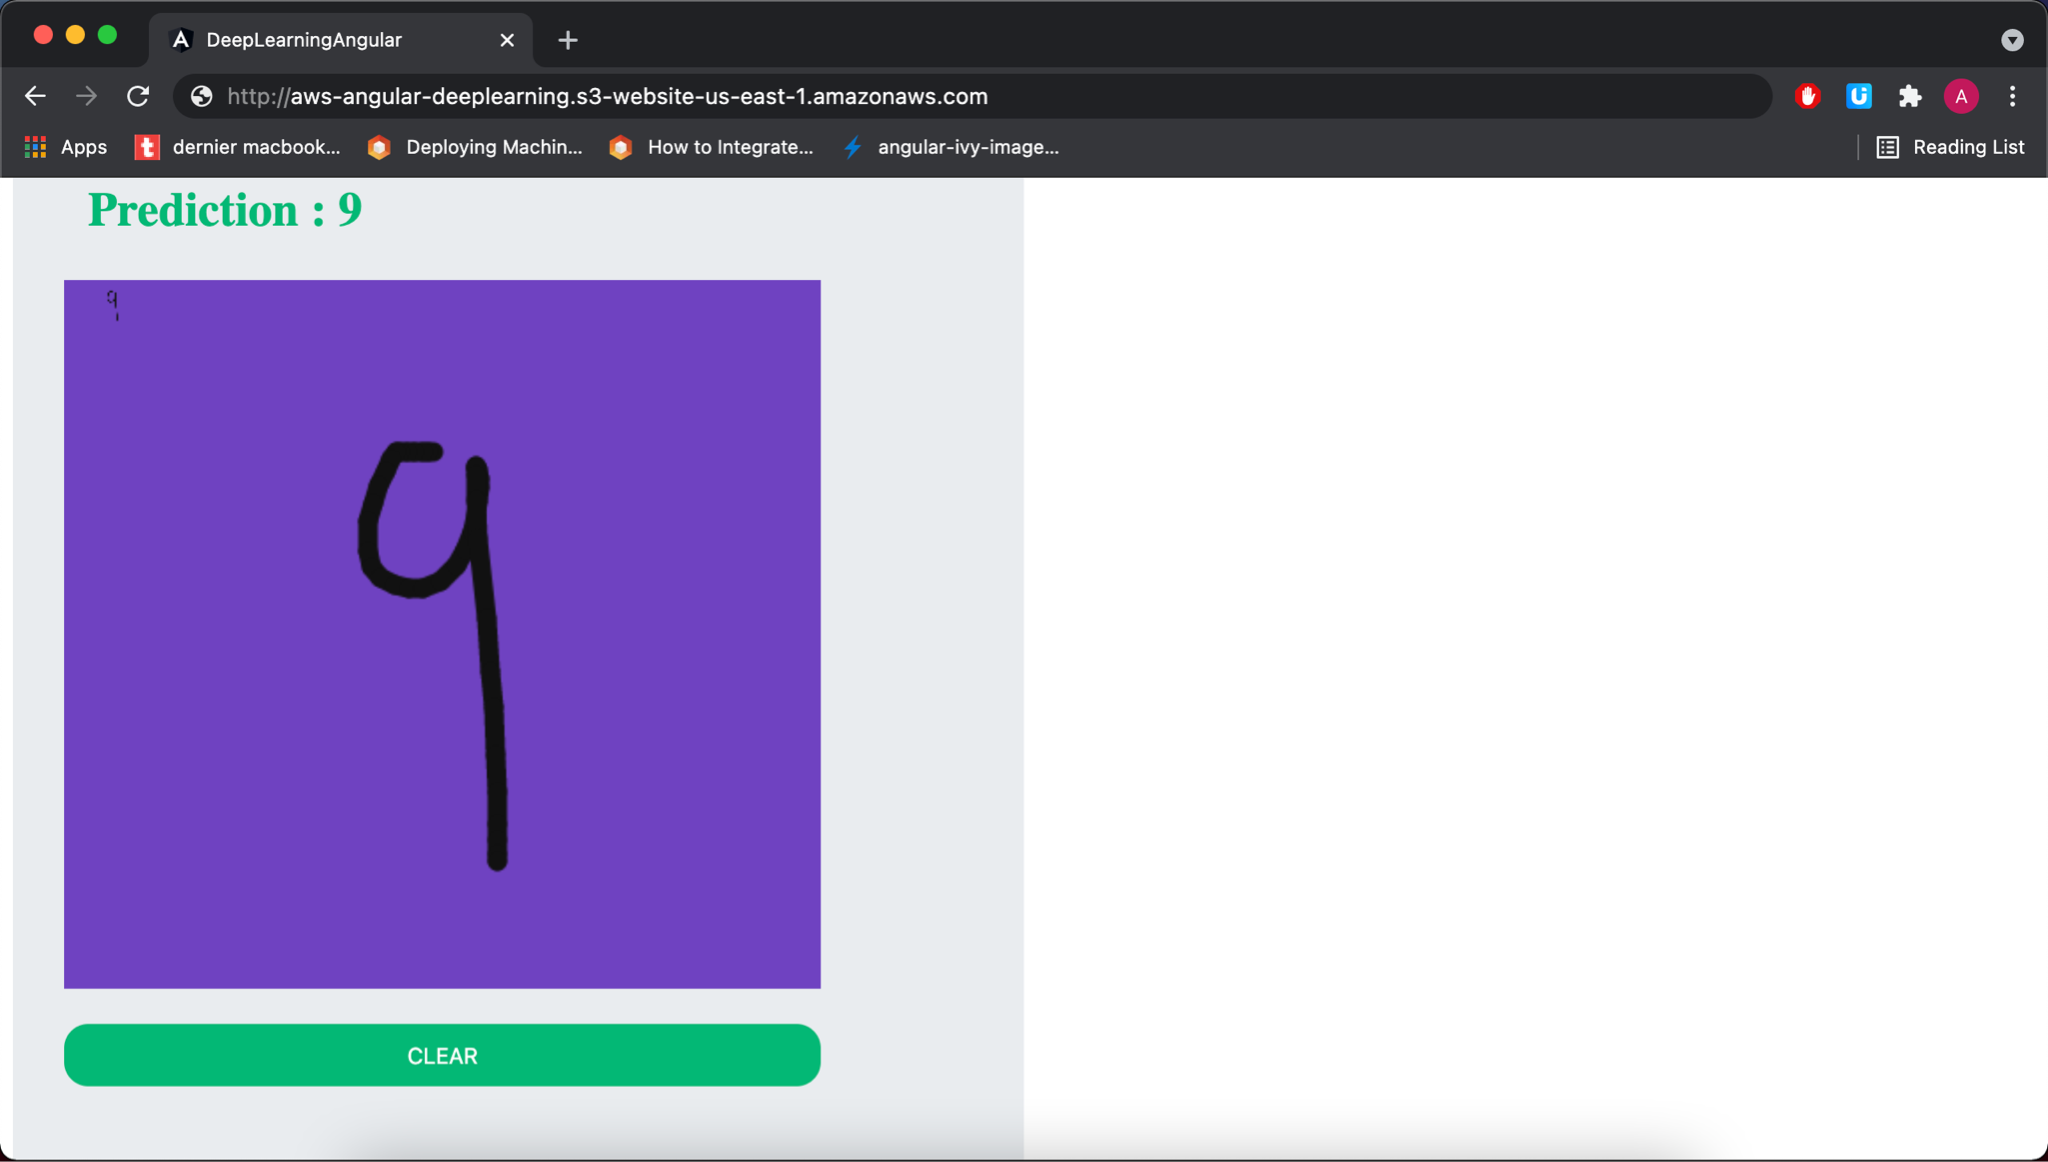 DeepLearningAngular
http://aws-angular-deeplearning.s3-website-us-east-1.amazonaws.com
A
Apps
t
dernier macbook...
Deploying Machin...
How to Integrate...
angular-ivy-image...
Reading List
Prediction : 9
9
9
CLEAR